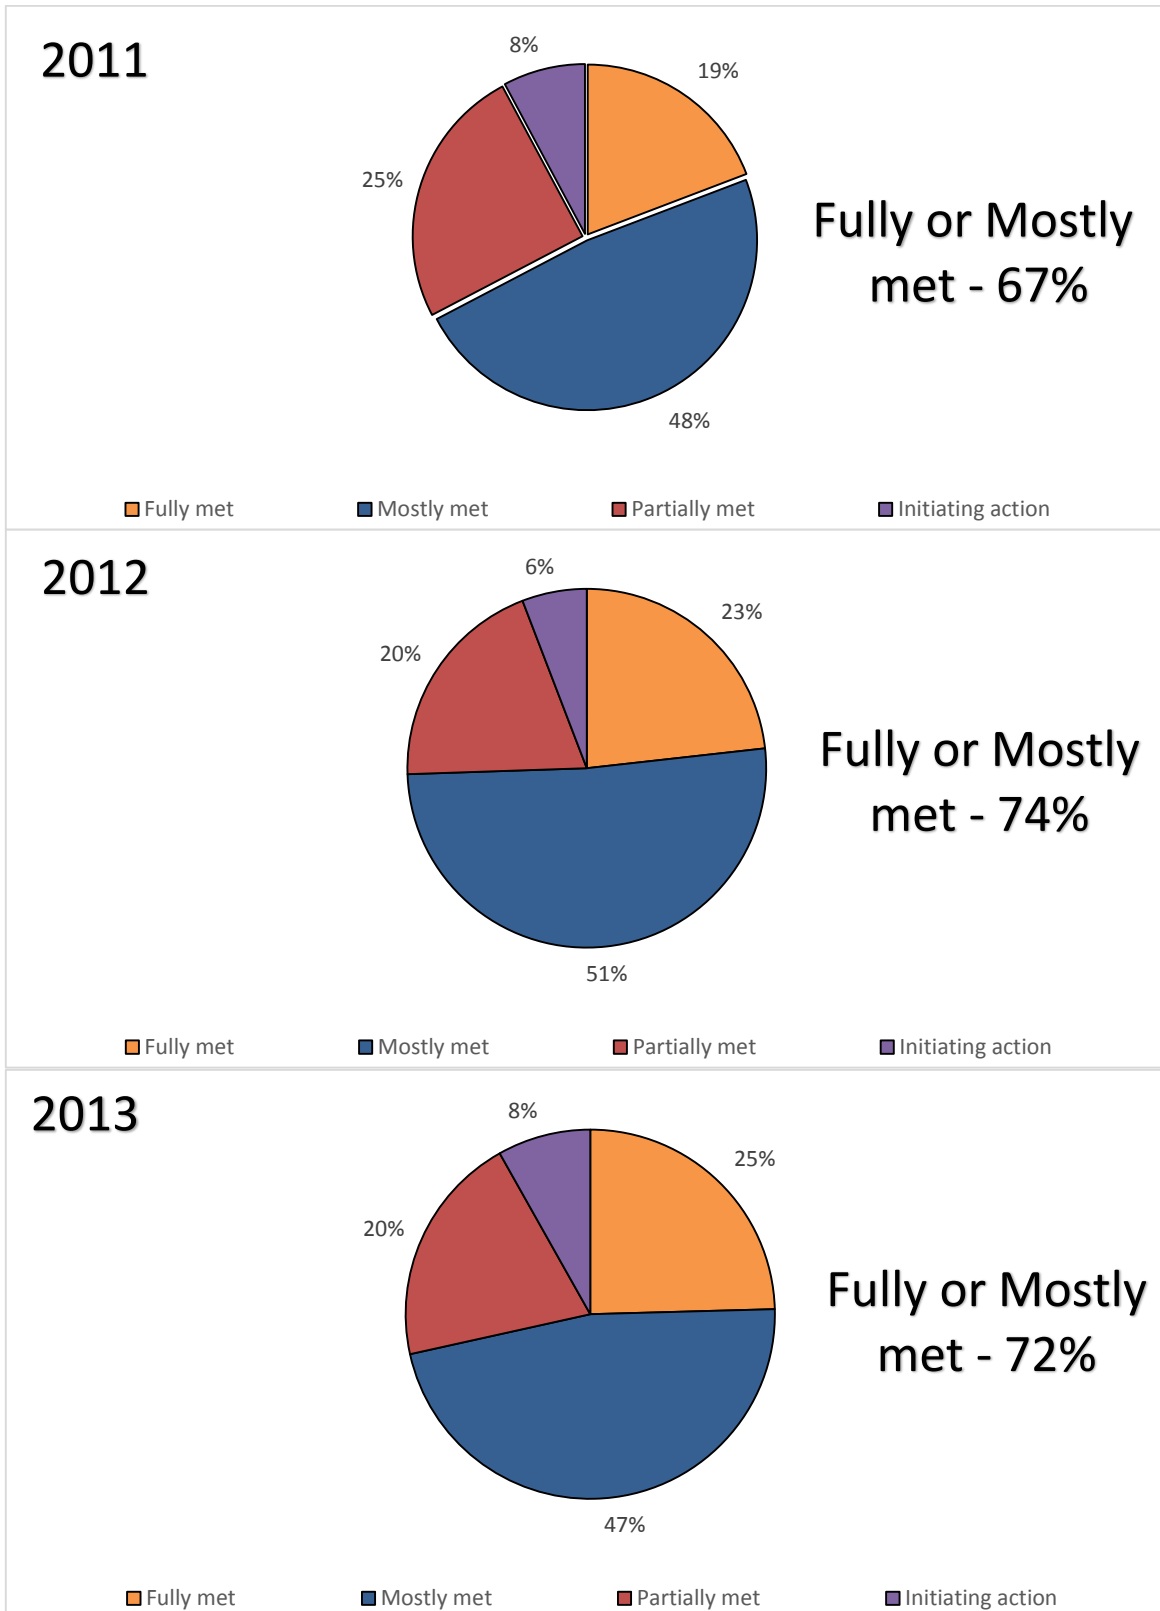 2011
8%
19%
25%
Fully or Mostly
met - 67%
48%
Fully met Mostly met Partially met Initiating action
2012
6%
23%
20%
Fully or Mostly
met - 74%
51%
Fully met Mostly met Partially met Initiating action
2013
8%
25%
20%
Fully or Mostly
met - 72%
47%
Fully met Mostly met Partially met Initiating action